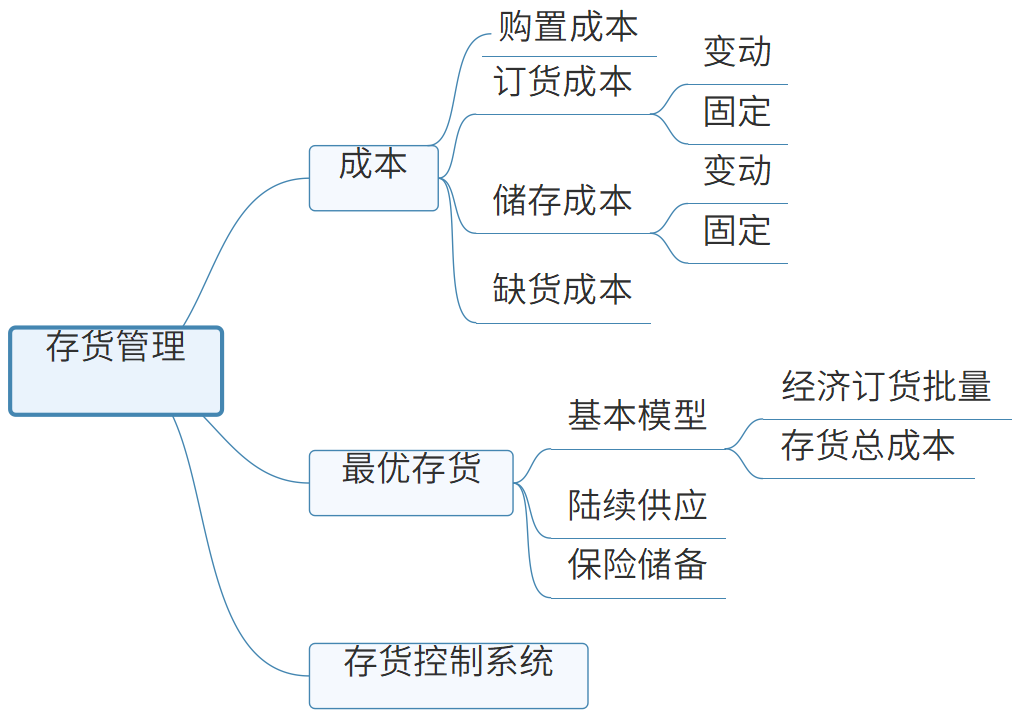 存货管理
成本
购置成本
订货成本
变动
固定
储存成本
变动
固定
缺货成本
最优存货
基本模型
经济订货批量
存货总成本
陆续供应
保险储备
存货控制系统